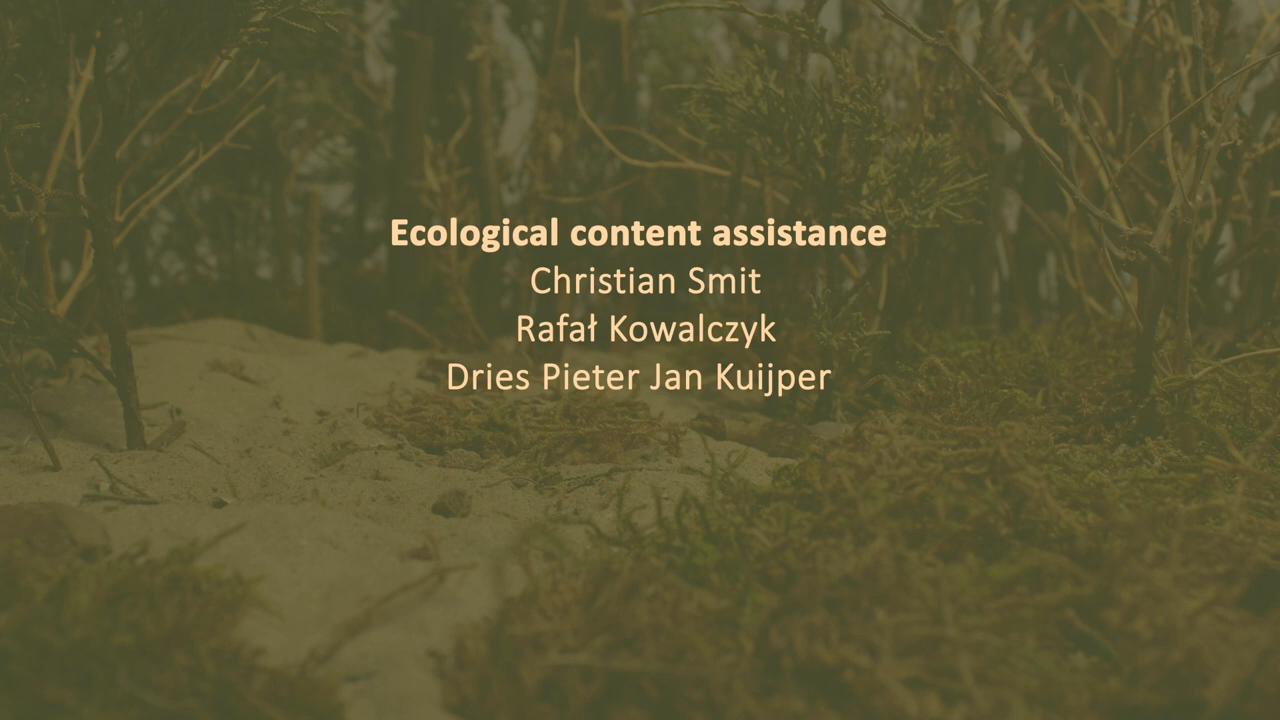 Ecological content assistance
Christian Smit
Rafał Kowalczyk
Dries Pieter Jan Kuijper